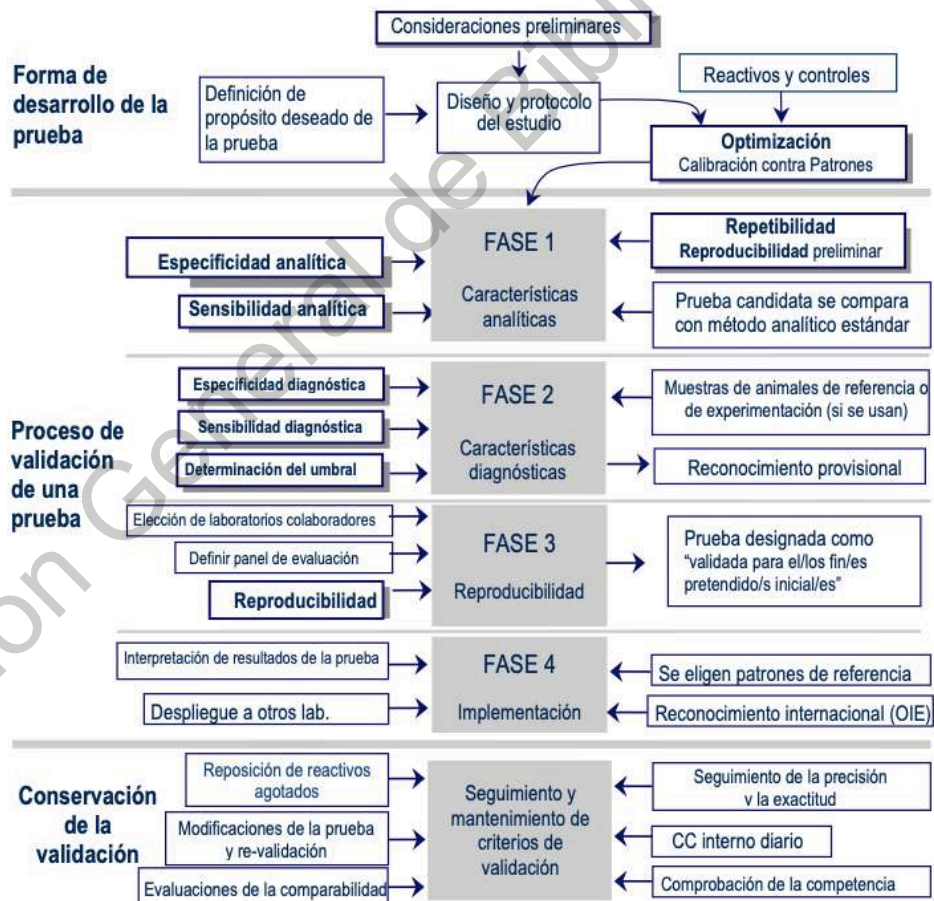 Consideraciones preliminares
Forma de
desarrollo de la
prueba
Definición de
propósito deseado de
la prueba
Diseño y protocolo
del estudio
Reactivos y controles
Optimización
Calibración contra Patrones
FASE 1
Características
analíticas
Especificidad analítica
Sensibilidad analítica
Repetibilidad
Reproducibilidad preliminar
Prueba candidata se compara
con método analítico estándar
Proceso de
validación
de una
prueba
Especificidad diagnóstica
Sensibilidad diagnóstica
Determinación del umbral
FASE 2
Características
diagnósticas
Muestras de animales de referencia o
de experimentación (si se usan)
Reconocimiento provisional
Elección de laboratorios colaboradores
Definir panel de evaluación
Reproducibilidad
FASE 3
Reproducibilidad
Prueba designada como
“validada para el/los fin/es
pretendido/s inicial/es”
Interpretación de resultados de la prueba
Despliegue a otros lab.
FASE 4
Implementación
Se eligen patrones de referencia
Reconocimiento internacional (OIE)
Conservación
de la
validación
Reposición de reactivos
agotados
Modificaciones de la prueba
y re-validación
Evaluaciones de la comparabilidad
Seguimiento y
mantenimiento de
criterios de
validación
Seguimiento de la precisión
y la exactitud
CC interno diario
Comprobación de la competencia
ion General de Bibli